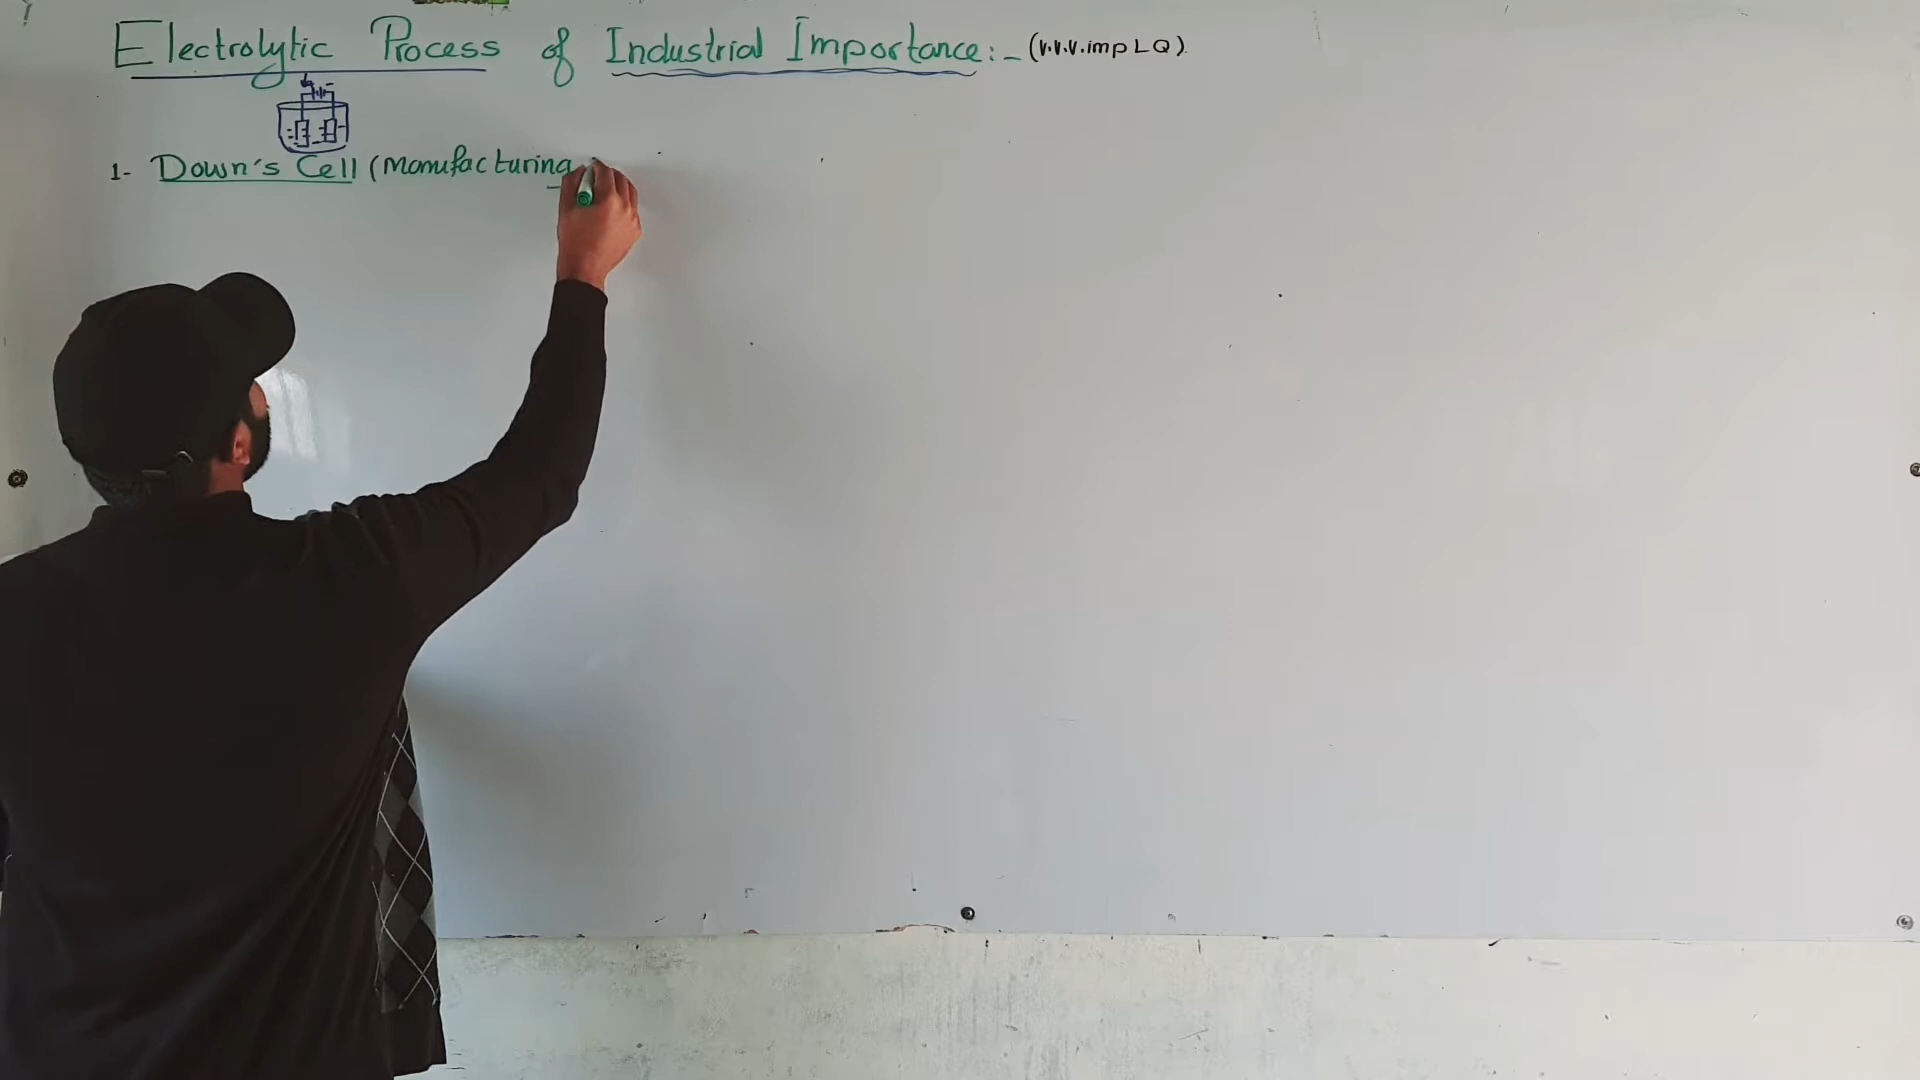 Electrolytic Process of Industrial Importance:- (v.v.v.imp LQ)
1- Down's Cell (Manufacturing